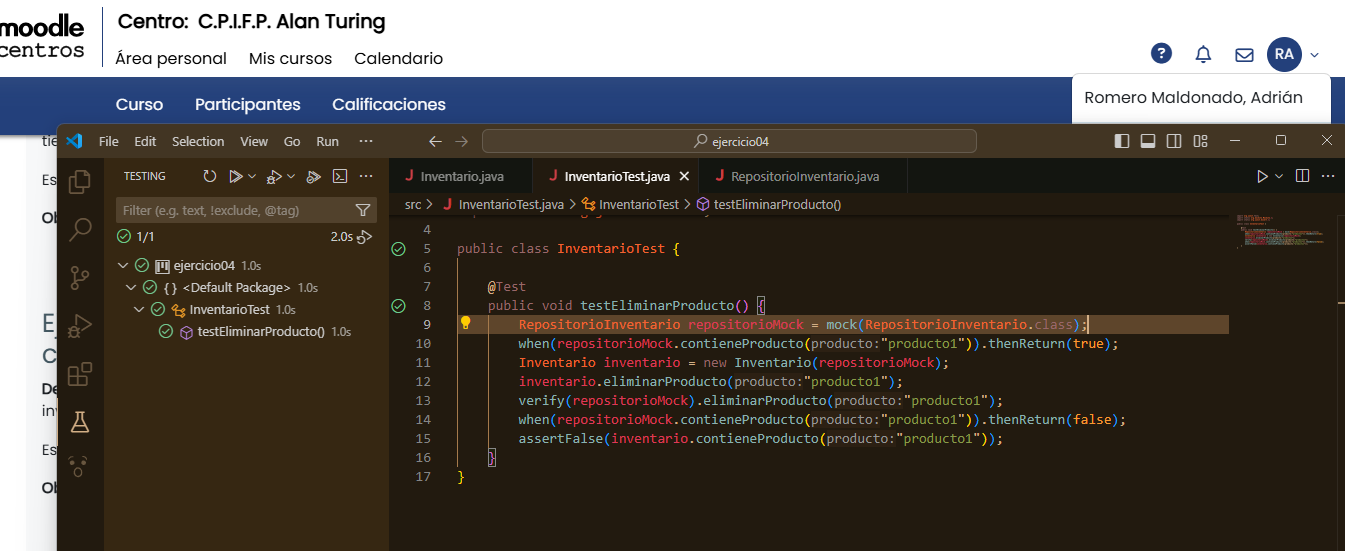 moodle
centros
Centro: C.P.I.F.P. Alan Turing
Área personal Mis cursos Calendario
? RA
Curso Participantes Calificaciones
Romero Maldonado, Adrián
tie
File Edit Selection View Go Run ··· ejercicio04
Es
Ob
TESTING ···
Inventario.java InventarioTest.java RepositorioInventario.java ···
Filter (e.g. text, !exclude, @tag)
src > InventarioTest.java > InventarioTest > testEliminarProducto()
1/1 2.0s
ejercicio04 1.0s
{} <Default Package> 1.0s
InventarioTest 1.0s
testEliminarProducto() 1.0s
4
5 public class InventarioTest {
6
7 @Test
8 public void testEliminarProducto() {
9 RepositorioInventario repositorioMock = mock(RepositorioInventario.class);
10 when(repositorioMock.contieneProducto(producto:"producto1")).thenReturn(true);
11 Inventario inventario = new Inventario(repositorioMock);
12 inventario.eliminarProducto(producto:"producto1");
13 verify(repositorioMock).eliminarProducto(producto:"producto1");
14 when(repositorioMock.contieneProducto(producto:"producto1")).thenReturn(false);
15 assertFalse(inventario.contieneProducto(producto:"producto1"));
16 }
17 }
De
in
Es
Ob